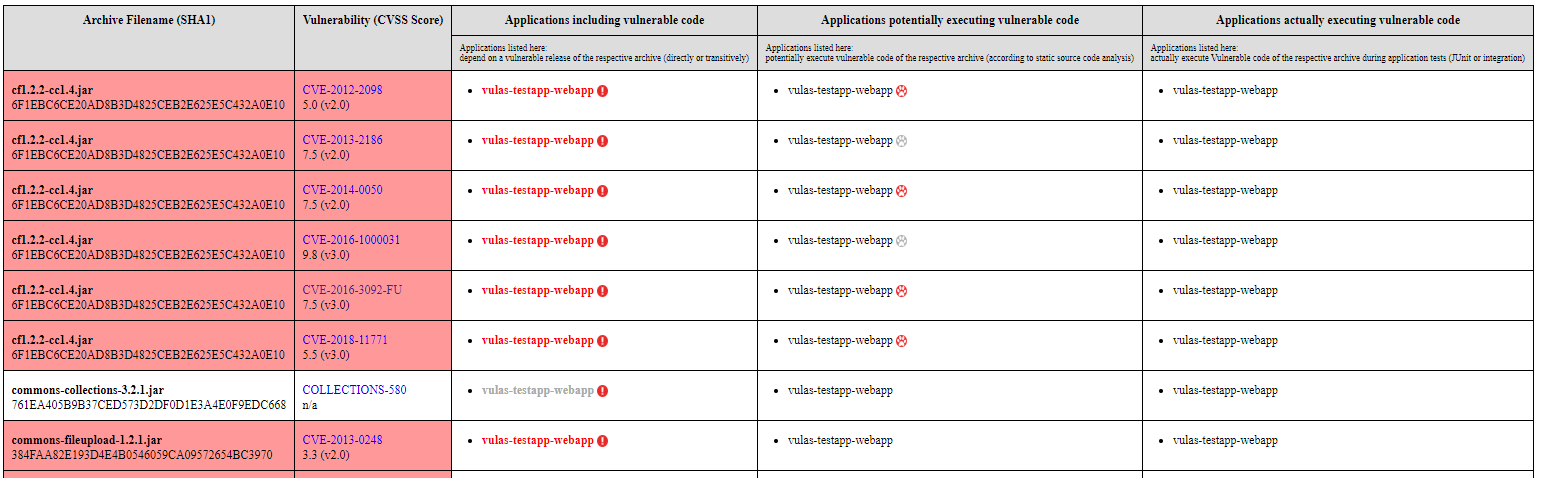 Archive Filename (SHA1) Vulnerability (CVSS Score) Applications including vulnerable code Applications potentially executing vulnerable code Applications actually executing vulnerable code
Applications listed here: Applications listed here: Applications listed here:
depend on a vulnerable release of the respective archive (directly or transitively) potentially execute vulnerable code of the respective archive (according to static source code analysis) actually execute Vulnerable code of the respective archive during application tests (JUnit or integration)
cf1.2.2-cc1.4.jar CVE-2012-2098 • vulas-testapp-webapp • vulas-testapp-webapp • vulas-testapp-webapp
6F1EBC6CE20AD8B3D4825CEB2E625E5C432A0E10 5.0 (v2.0)
cf1.2.2-cc1.4.jar CVE-2013-2186 • vulas-testapp-webapp • vulas-testapp-webapp • vulas-testapp-webapp
6F1EBC6CE20AD8B3D4825CEB2E625E5C432A0E10 7.5 (v2.0)
cf1.2.2-cc1.4.jar CVE-2014-0050 • vulas-testapp-webapp • vulas-testapp-webapp • vulas-testapp-webapp
6F1EBC6CE20AD8B3D4825CEB2E625E5C432A0E10 7.5 (v2.0)
cf1.2.2-cc1.4.jar CVE-2016-1000031 • vulas-testapp-webapp • vulas-testapp-webapp • vulas-testapp-webapp
6F1EBC6CE20AD8B3D4825CEB2E625E5C432A0E10 9.8 (v3.0)
cf1.2.2-cc1.4.jar CVE-2016-3092-FU • vulas-testapp-webapp • vulas-testapp-webapp • vulas-testapp-webapp
6F1EBC6CE20AD8B3D4825CEB2E625E5C432A0E10 7.5 (v3.0)
cf1.2.2-cc1.4.jar CVE-2018-11771 • vulas-testapp-webapp • vulas-testapp-webapp • vulas-testapp-webapp
6F1EBC6CE20AD8B3D4825CEB2E625E5C432A0E10 5.5 (v3.0)
commons-collections-3.2.1.jar COLLECTIONS-580 • vulas-testapp-webapp • vulas-testapp-webapp • vulas-testapp-webapp
761EA405B9B37CED573D2DF0D1E3A4E0F9EDC668 n/a
commons-fileupload-1.2.1.jar CVE-2013-0248 • vulas-testapp-webapp • vulas-testapp-webapp • vulas-testapp-webapp
384FAA82E193D4E4B0546059CA09572654BC3970 3.3 (v2.0)